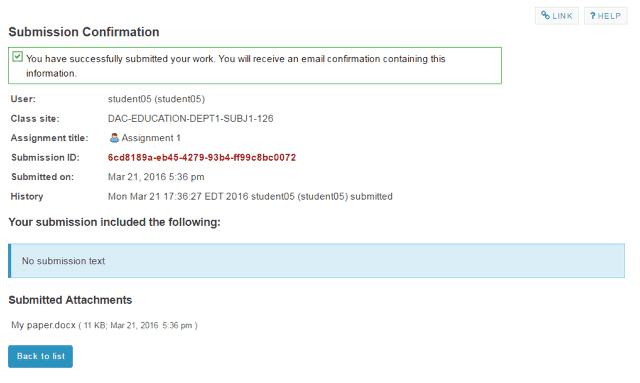 LINK
? HELP
Submission Confirmation
You have successfully submitted your work. You will receive an email confirmation containing this
information.
User: student05 (student05)
Class site: DAC-EDUCATION-DEPT1-SUBJ1-126
Assignment title: Assignment 1
Submission ID: 6cd8189a-eb45-4279-93b4-ff99c8bc0072
Submitted on: Mar 21, 2016 5:36 pm
History Mon Mar 21 17:36:27 EDT 2016 student05 (student05) submitted
Your submission included the following:
No submission text
Submitted Attachments
My paper.docx ( 11 KB; Mar 21, 2016 5:36 pm )
Back to list